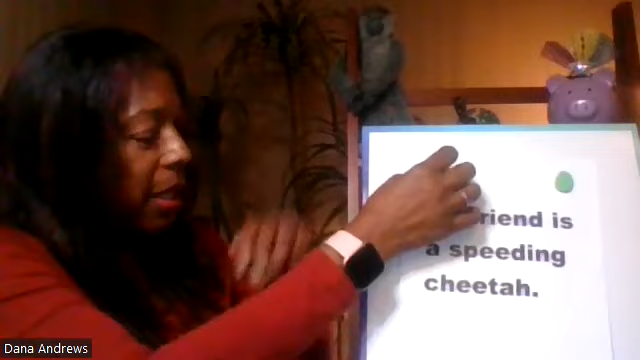 riend is
a speeding
cheetah.
Dana Andrews